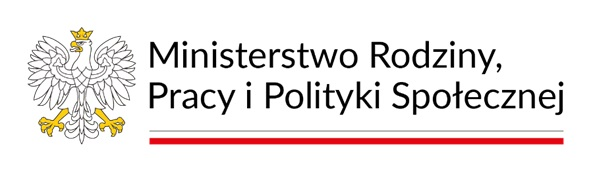 Ministerstwo Rodziny,
Pracy i Polityki Społecznej